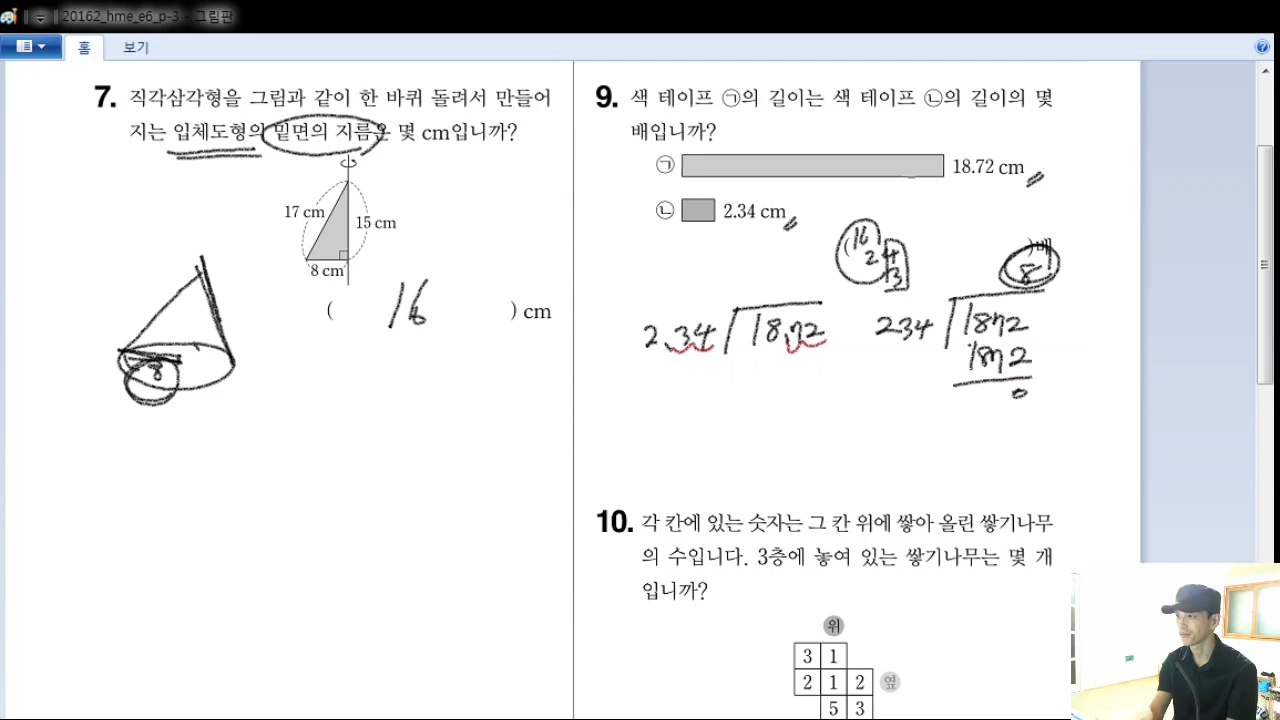 20162_hme_e6_p-3 - 그림판
홈 보기
7. 직각삼각형을 그림과 같이 한 바퀴 돌려서 만들어
지는 입체도형의 밑면의 지름은 몇 cm입니까?
17 cm
15 cm
8 cm
( 16 ) cm
8
9. 색 테이프 ㉠의 길이는 색 테이프 ㉡의 길이의 몇
배입니까?
㉠ 18.72 cm
㉡ 2.34 cm
( 8 )배
16
24
3
2.34 18.72
234 1872
1872
0
10. 각 칸에 있는 숫자는 그 칸 위에 쌓아 올린 쌓기나무
의 수입니다. 3층에 놓여 있는 쌓기나무는 몇 개
입니까?
위
3 1
2 1 2 옆
5 3